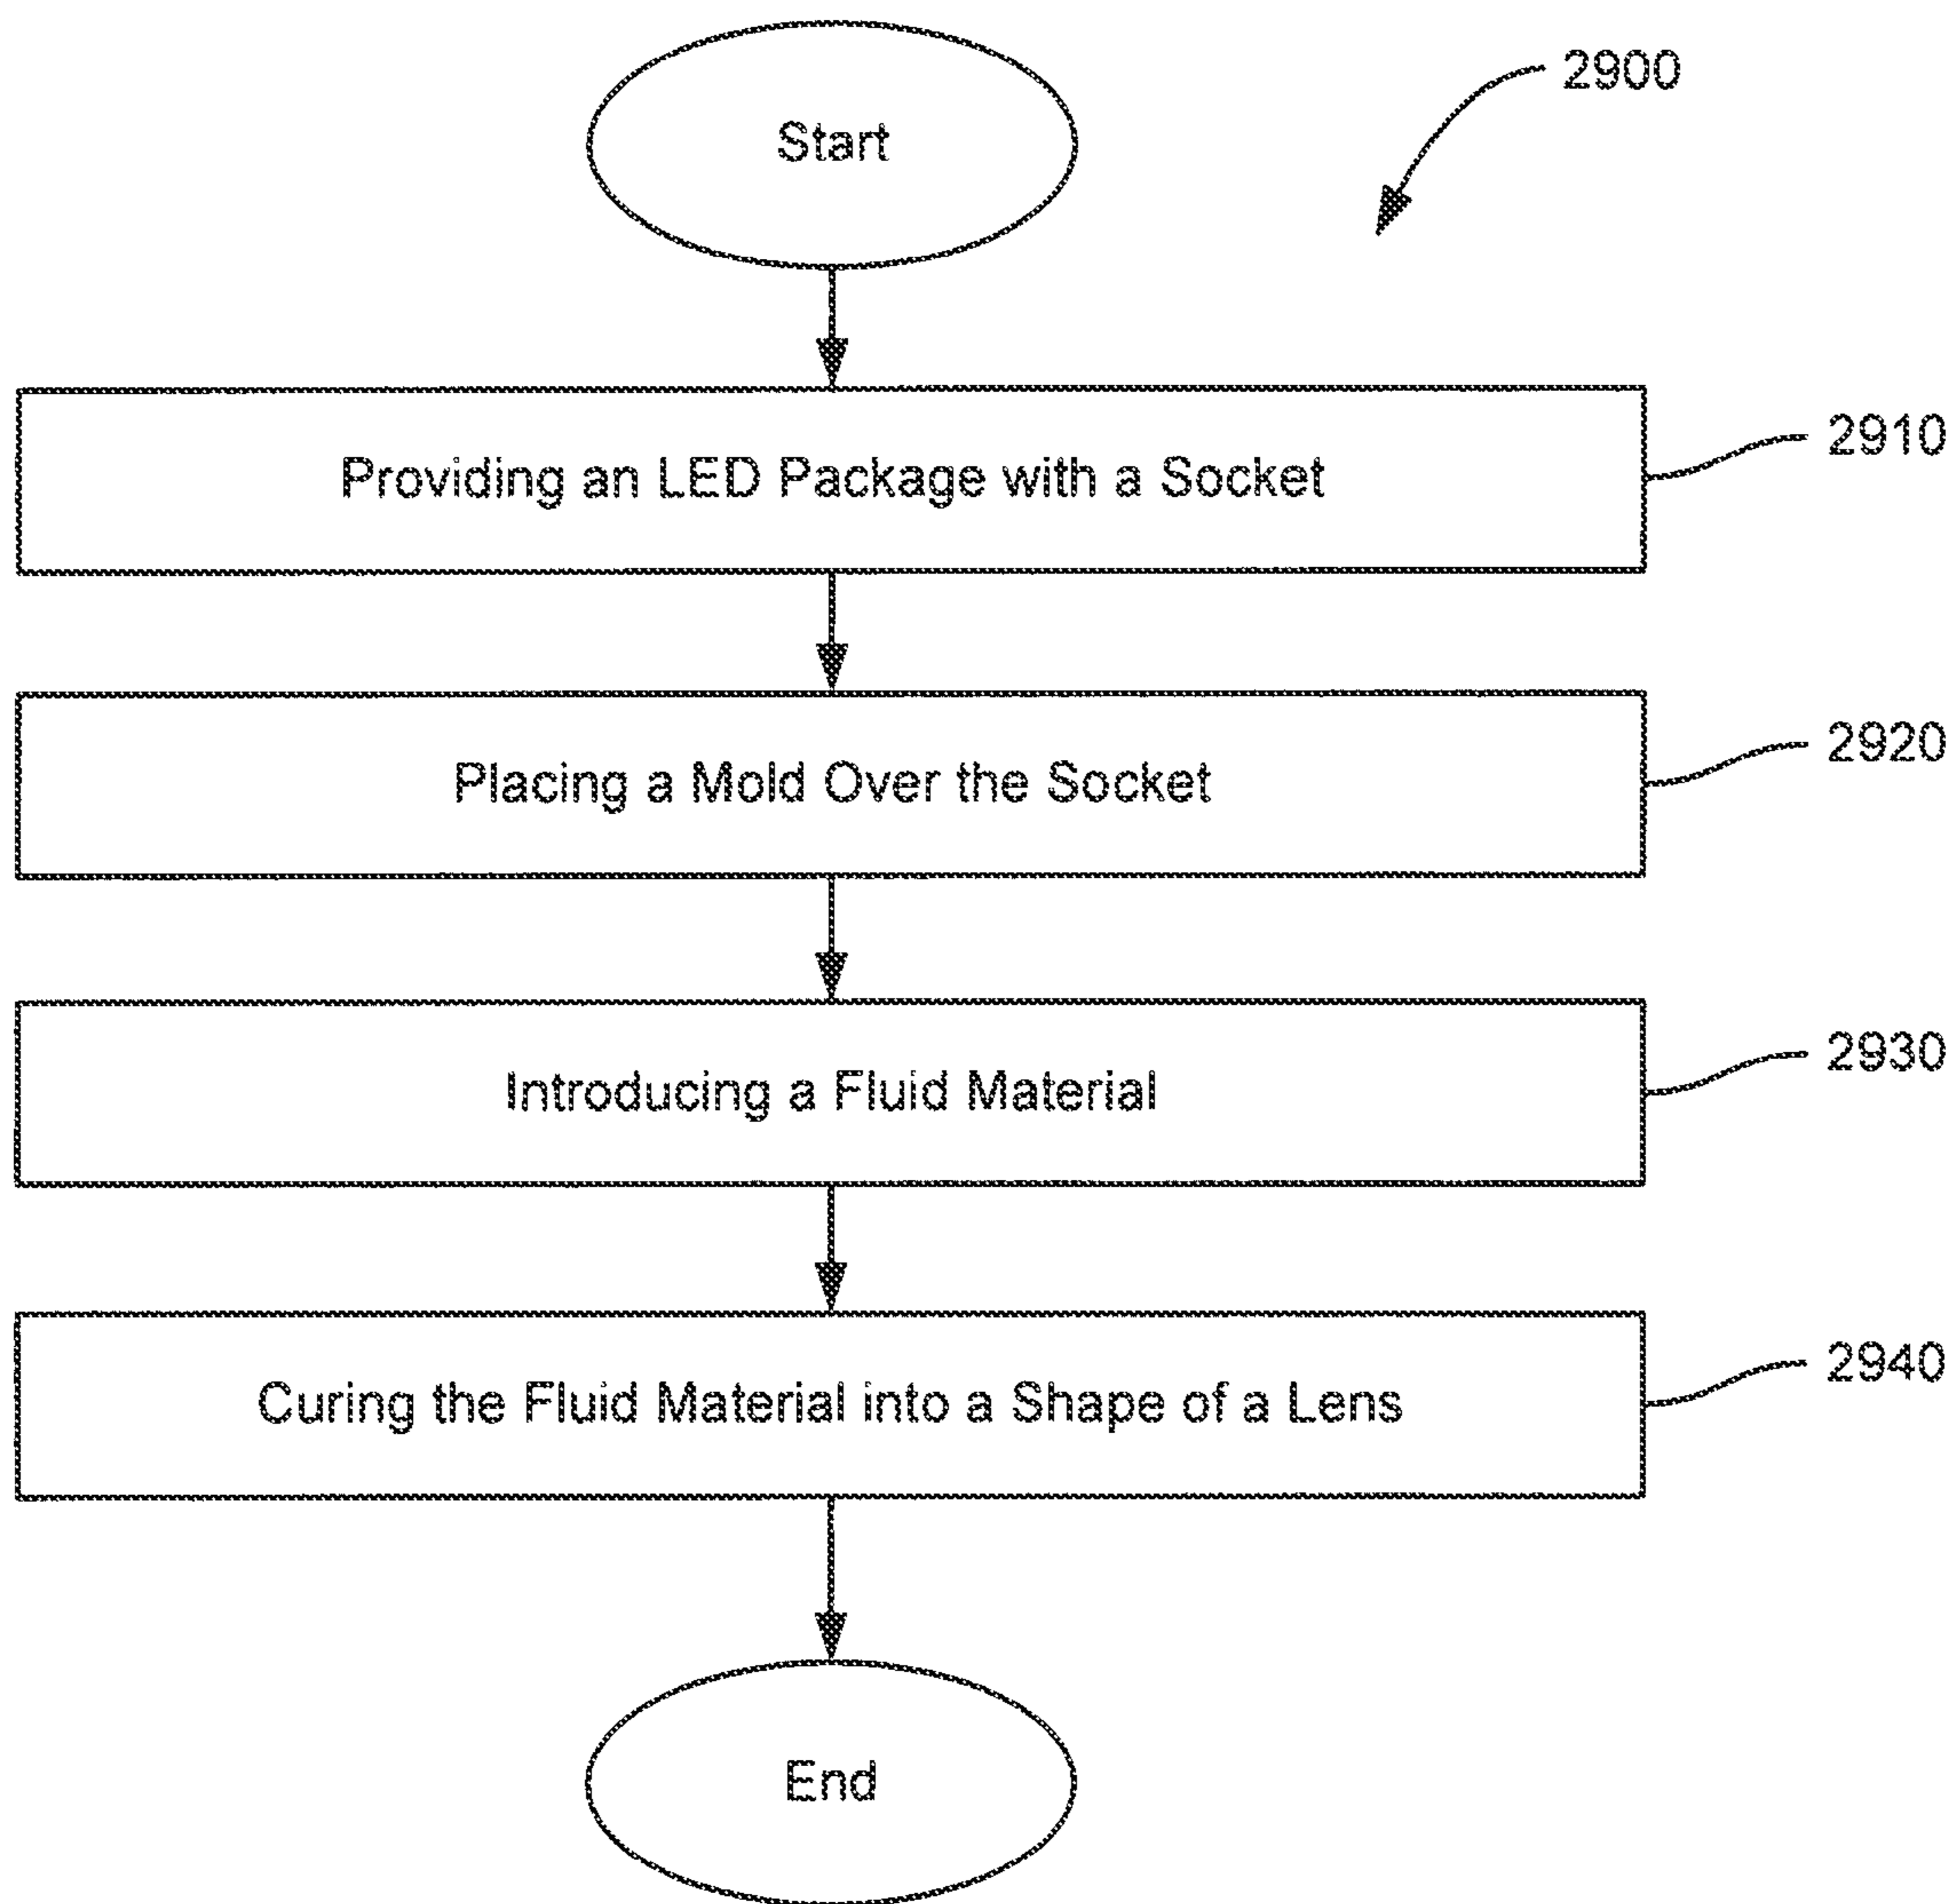 2900
Start
Providing an LED Package with a Socket
2910
Placing a Mold Over the Socket
2920
Introducing a Fluid Material
2930
Curing the Fluid Material into a Shape of a Lens
2940
End